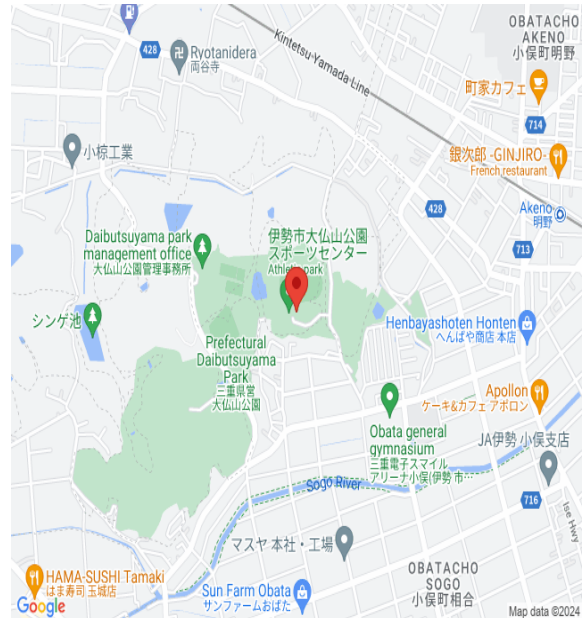 OBATACHO
AKENO
小俣町明野
428
Ryotanidera
両谷寺
Kintetsu-Yamada Line
町家カフェ
714
小椋工業
銀次郎 -GINJIRO-
French restaurant
428
Akeno
明野
713
Daibutsuyama park
management office
大仏山公園管理事務所
伊勢市大仏山公園
スポーツセンター
Athletic park
シンゲ池
Henbayashoten Honten
へんばや商店 本店
Prefectural
Daibutsuyama
Park
三重県営
大仏山公園
Apollon
ケーキ&カフェ アポロン
Obata general
gymnasium
三重電子スマイル
アリーナ小俣(伊勢 市…
JA伊勢 小俣支店
Sogo River
716
Ise Hwy
マスヤ 本社・工場
HAMA-SUSHI Tamaki
はま寿司 玉城店
Sun Farm Obata
サンファームおばた
OBATACHO
SOGO
小俣町相合
Google
Map data ©2024